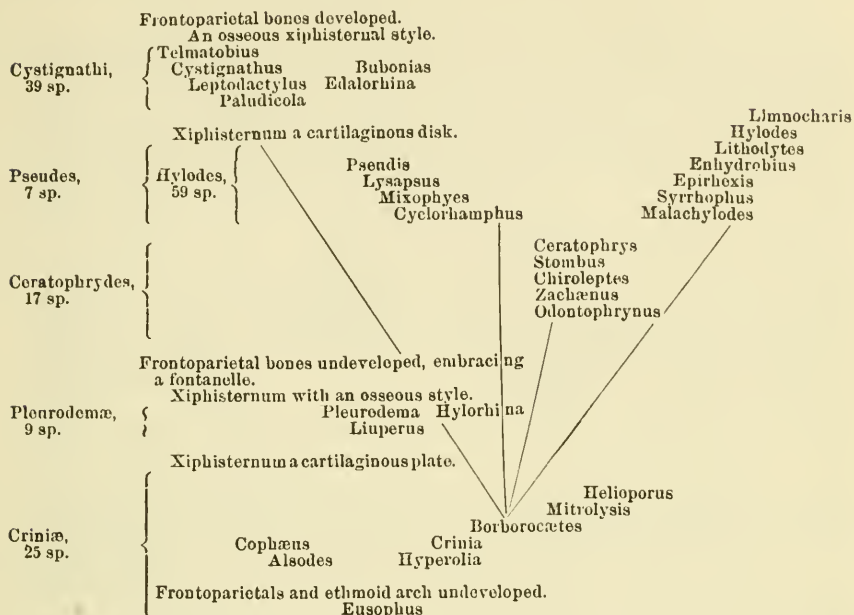 Frontoparietal bones developed.
An osseous xiphisternal style.
Cystignathi,
39 sp.
Telmatobius
Cystignathus Bubonias
Leptodactylus Edalorhina
Paludicola
Xiphisternum a cartilaginous disk.
Pseudes,
7 sp.
Hylodes,
59 sp.
Pseudis
Lysapsus
Mixophyes
Cyclorhamphus
Limnocharis
Hylodes
Lithodytes
Enhydrobius
Epirhexis
Syrrhophus
Malachylodes
Ceratophrydes,
17 sp.
Ceratophrys
Stombus
Chiroleptes
Zachænus
Odontophrynus
Frontoparietal bones undeveloped, embracing
a fontanelle.
Xiphisternum with an osseous style.
Pleurodemæ,
9 sp.
Pleurodema Hylorhina
Liuperus
Xiphisternum a cartilaginous plate.
Criniæ,
25 sp.
Helioporus
Mitrolysis
Borborocætes
Cophæus Crinia
Alsodes Hyperolia
Frontoparietals and ethmoid arch undeveloped.
Eusophus